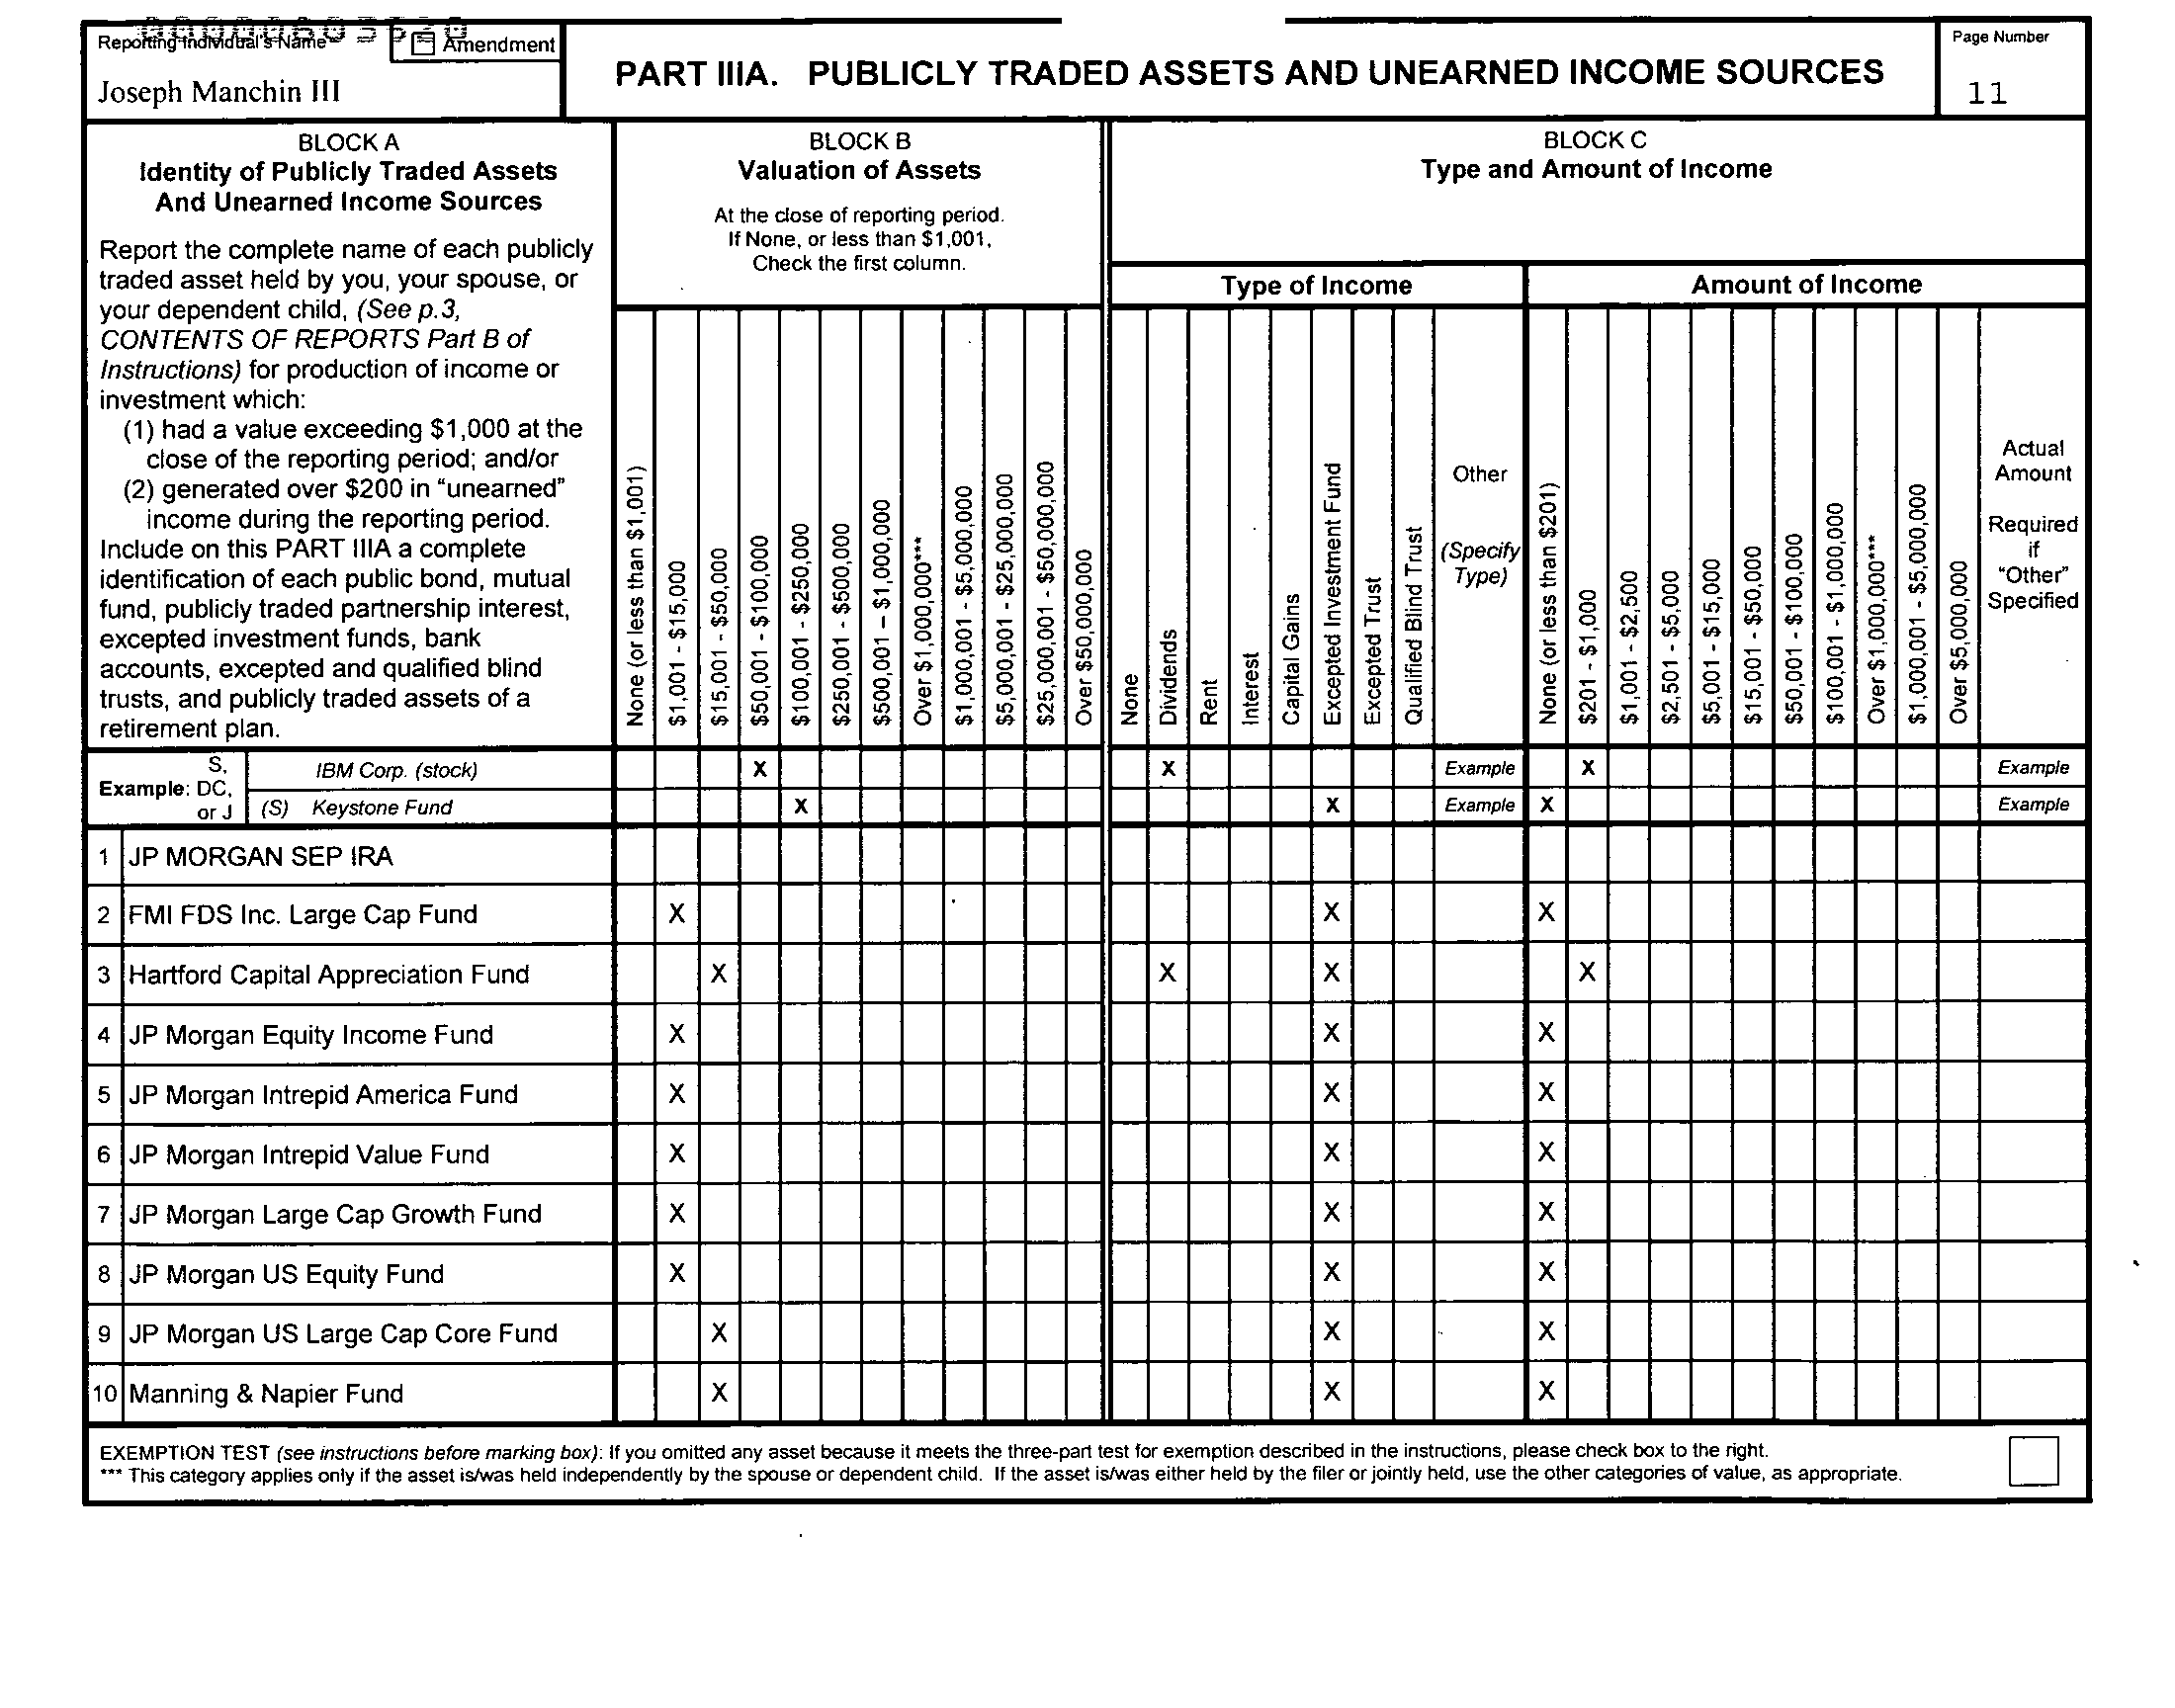 Reporting Individual's Name
Amendment
Joseph Manchin III
PART IIIA. PUBLICLY TRADED ASSETS AND UNEARNED INCOME SOURCES
Page Number
11
BLOCK A
Identity of Publicly Traded Assets
And Unearned Income Sources
Report the complete name of each publicly
traded asset held by you, your spouse, or
your dependent child, (See p.3,
CONTENTS OF REPORTS Part B of
Instructions) for production of income or
investment which:
(1) had a value exceeding $1,000 at the
close of the reporting period; and/or
(2) generated over $200 in "unearned"
income during the reporting period.
Include on this PART IIIA a complete
identification of each public bond, mutual
fund, publicly traded partnership interest,
excepted investment funds, bank
accounts, excepted and qualified blind
trusts, and publicly traded assets of a
retirement plan.
BLOCK B
Valuation of Assets
At the close of reporting period.
If None, or less than $1,001,
Check the first column.
None (or less than $1,001)
$1,001 - $15,000
$15,001 - $50,000
$50,001 - $100,000
$100,001 - $250,000
$250,001 - $500,000
$500,001 – $1,000,000
Over $1,000,000***
$1,000,001 - $5,000,000
$5,000,001 - $25,000,000
$25,000,001 - $50,000,000
Over $50,000,000
BLOCK C
Type and Amount of Income
Type of Income
None
Dividends
Rent
Interest
Capital Gains
Excepted Investment Fund
Excepted Trust
Qualified Blind Trust
Other
(Specify
Type)
Amount of Income
None (or less than $201)
$201 - $1,000
$1,001 - $2,500
$2,501 - $5,000
$5,001 - $15,000
$15,001 - $50,000
$50,001 - $100,000
$100,001 - $1,000,000
Over $1,000,000***
$1,000,001 - $5,000,000
Over $5,000,000
Actual
Amount
Required
if
"Other"
Specified
Example:
S,
DC,
or J
IBM Corp. (stock) X X Example X Example
(S) Keystone Fund X X Example X Example
1 JP MORGAN SEP IRA
2 FMI FDS Inc. Large Cap Fund X X X
3 Hartford Capital Appreciation Fund X X X X
4 JP Morgan Equity Income Fund X X X
5 JP Morgan Intrepid America Fund X X X
6 JP Morgan Intrepid Value Fund X X X
7 JP Morgan Large Cap Growth Fund X X X
8 JP Morgan US Equity Fund X X X
9 JP Morgan US Large Cap Core Fund X X X
10 Manning & Napier Fund X X X
EXEMPTION TEST (see instructions before marking box): If you omitted any asset because it meets the three-part test for exemption described in the instructions, please check box to the right.
*** This category applies only if the asset is/was held independently by the spouse or dependent child. If the asset is/was either held by the filer or jointly held, use the other categories of value, as appropriate.